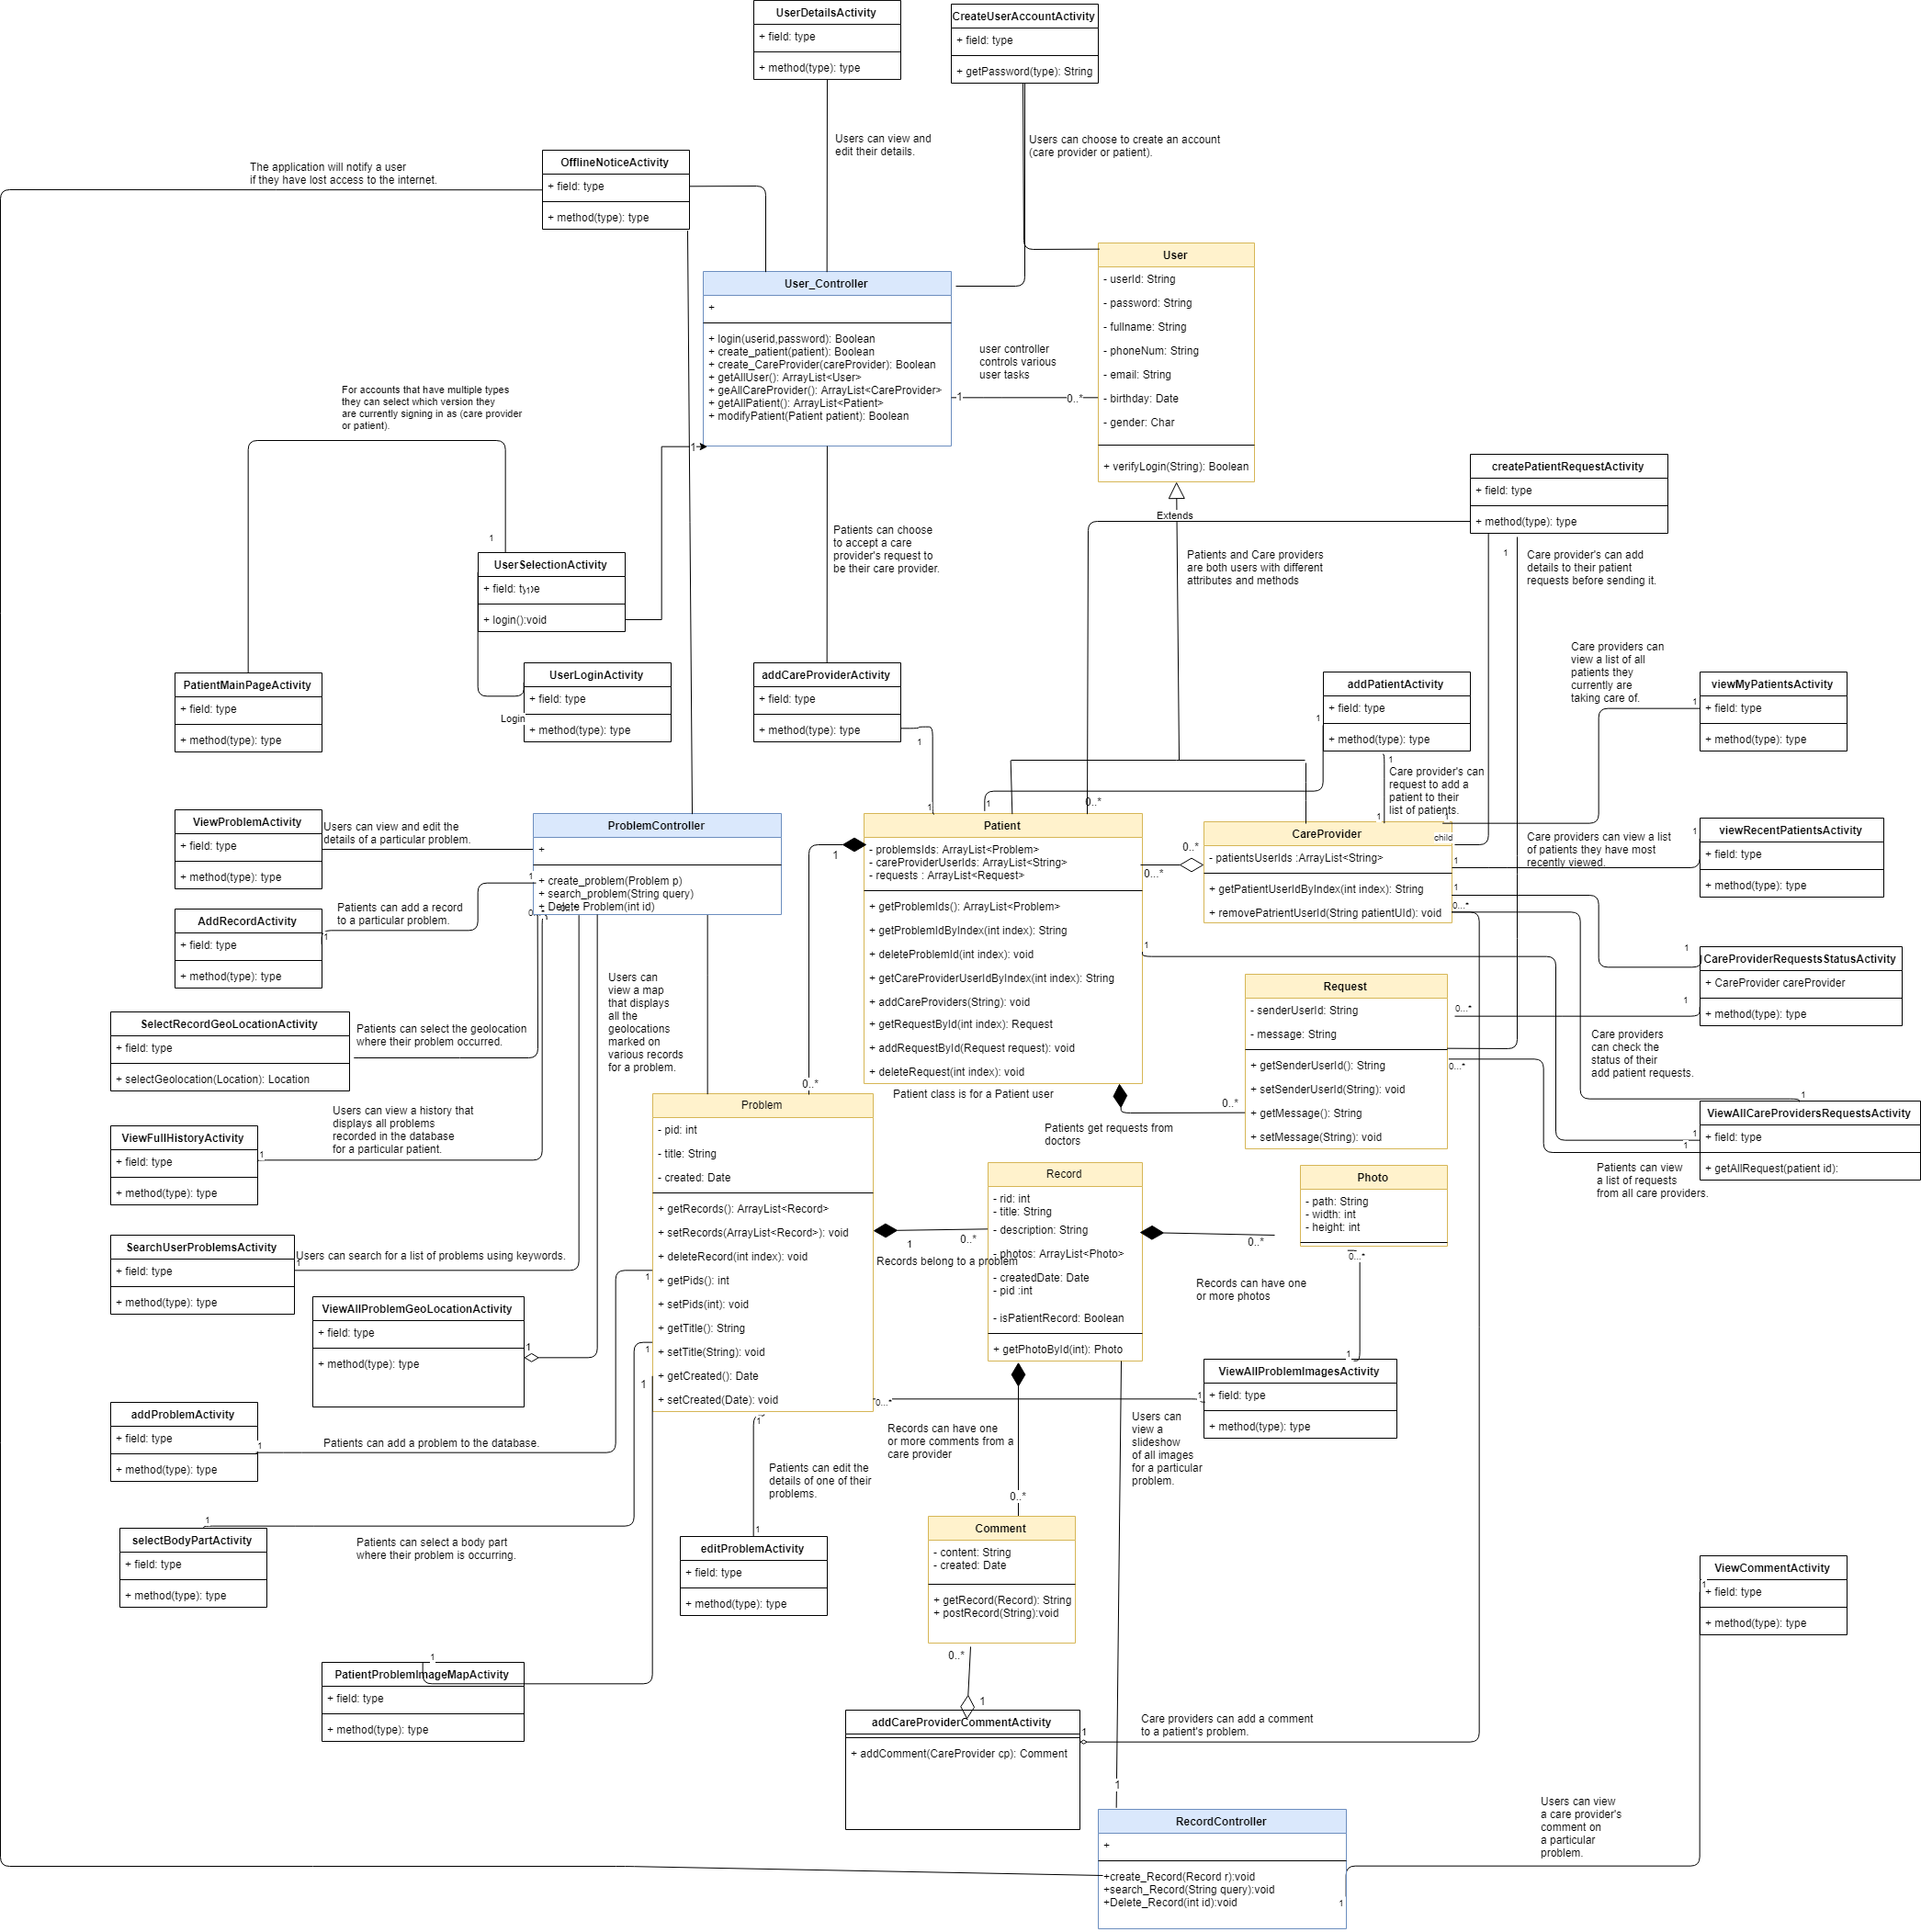 UserDetailsActivity
+ field: type
+ method(type): type
CreateUserAccountActivity
+ field: type
+ getPassword(type): String
Users can view and
edit their details.
Users can choose to create an account
(care provider or patient).
The application will notify a user
if they have lost access to the internet.
OfflineNoticeActivity
+ field: type
+ method(type): type
User_Controller
+
+ login(userid,password): Boolean
+ create_patient(patient): Boolean
+ create_CareProvider(careProvider): Boolean
+ getAllUser(): ArrayList<User>
+ geAllCareProvider(): ArrayList<CareProvider>
+ getAllPatient(): ArrayList<Patient>
+ modifyPatient(Patient patient): Boolean
user controller
controls various
user tasks
1
0..*
User
- userId: String
- password: String
- fullname: String
- phoneNum: String
- email: String
- birthday: Date
- gender: Char
+ verifyLogin(String): Boolean
Extends
For accounts that have multiple types
they can select which version they
are currently signing in as (care provider
or patient).
1
1
UserSelectionActivity
+ field: type
1
+ login():void
Patients can choose
to accept a care
provider's request to
be their care provider.
Patients and Care providers
are both users with different
attributes and methods
createPatientRequestActivity
+ field: type
+ method(type): type
1
Care provider's can add
details to their patient
requests before sending it.
PatientMainPageActivity
+ field: type
+ method(type): type
UserLoginActivity
+ field: type
+ method(type): type
Login
addCareProviderActivity
+ field: type
+ method(type): type
1
1
addPatientActivity
+ field: type
+ method(type): type
1
1
1
1
0..*
Care provider's can
request to add a
patient to their
list of patients.
Care providers can
view a list of all
patients they
currently are
taking care of.
viewMyPatientsActivity
+ field: type
+ method(type): type
1
1
ViewProblemActivity
+ field: type
+ method(type): type
Users can view and edit the
details of a particular problem.
ProblemController
+
+ create_problem(Problem p)
+ search_problem(String query)
+ Delete Problem(int id)
1
AddRecordActivity
+ field: type
+ method(type): type
Patients can add a record
to a particular problem.
1
Patient
- problemsIds: ArrayList<Problem>
- careProviderUserIds: ArrayList<String>
- requests : ArrayList<Request>
+ getProblemIds(): ArrayList<Problem>
+ getProblemIdByIndex(int index): String
+ deleteProblemId(int index): void
+ getCareProviderUserIdByIndex(int index): String
+ addCareProviders(String): void
+ getRequestById(int index): Request
+ addRequestById(Request request): void
+ deleteRequest(int index): void
Patient class is for a Patient user
1
0..*
0..*
0...*
CareProvider
child
- patientsUserIds :ArrayList<String>
+ getPatientUserIdByIndex(int index): String
+ removePatrientUserId(String patientUId): void
1
1
0...*
1
Care providers can view a list
of patients they have most
recently viewed.
viewRecentPatientsActivity
+ field: type
+ method(type): type
1
CareProviderRequestsStatusActivity
+ CareProvider careProvider
+ method(type): type
1
1
Care providers
can check the
status of their
add patient requests.
Request
- senderUserId: String
- message: String
+ getSenderUserId(): String
+ setSenderUserId(String): void
+ getMessage(): String
+ setMessage(String): void
0...*
0...*
0..*
Patients get requests from
doctors
ViewAllCareProvidersRequestsActivity
+ field: type
+ getAllRequest(patient id):
1
1
1
Patients can view
a list of requests
from all care providers.
SelectRecordGeoLocationActivity
+ field: type
+ selectGeolocation(Location): Location
Patients can select the geolocation
where their problem occurred.
Users can
view a map
that displays
all the
geolocations
marked on
various records
for a problem.
ViewFullHistoryActivity
+ field: type
+ method(type): type
1
Users can view a history that
displays all problems
recorded in the database
for a particular patient.
Problem
- pid: int
- title: String
- created: Date
+ getRecords(): ArrayList<Record>
+ setRecords(ArrayList<Record>): void
+ deleteRecord(int index): void
+ getPids(): int
+ setPids(int): void
+ getTitle(): String
+ setTitle(String): void
+ getCreated(): Date
+ setCreated(Date): void
1
0..*
Records belong to a problem
Record
- rid: int
- title: String
- description: String
- photos: ArrayList<Photo>
- createdDate: Date
- pid :int
- isPatientRecord: Boolean
+ getPhotoById(int): Photo
0..*
Photo
- path: String
- width: int
- height: int
0...*
Records can have one
or more photos
SearchUserProblemsActivity
+ field: type
+ method(type): type
1
Users can search for a list of problems using keywords.
ViewAllProblemGeoLocationActivity
+ field: type
+ method(type): type
1
1
1
1
ViewAllProblemImagesActivity
+ field: type
+ method(type): type
1
1
0...*
addProblemActivity
+ field: type
+ method(type): type
1
Patients can add a problem to the database.
Records can have one
or more comments from a
care provider
Users can
view a
slideshow
of all images
for a particular
problem.
1
Patients can edit the
details of one of their
problems.
0..*
selectBodyPartActivity
+ field: type
+ method(type): type
1
Patients can select a body part
where their problem is occurring.
editProblemActivity
+ field: type
+ method(type): type
1
Comment
- content: String
- created: Date
+ getRecord(Record): String
+ postRecord(String):void
0..*
1
ViewCommentActivity
+ field: type
+ method(type): type
1
PatientProblemImageMapActivity
+ field: type
+ method(type): type
1
addCareProviderCommentActivity
+ addComment(CareProvider cp): Comment
1
Care providers can add a comment
to a patient's problem.
1
RecordController
+
+create_Record(Record r):void
+search_Record(String query):void
+Delete_Record(int id):void
1
Users can view
a care provider's
comment on
a particular
problem.